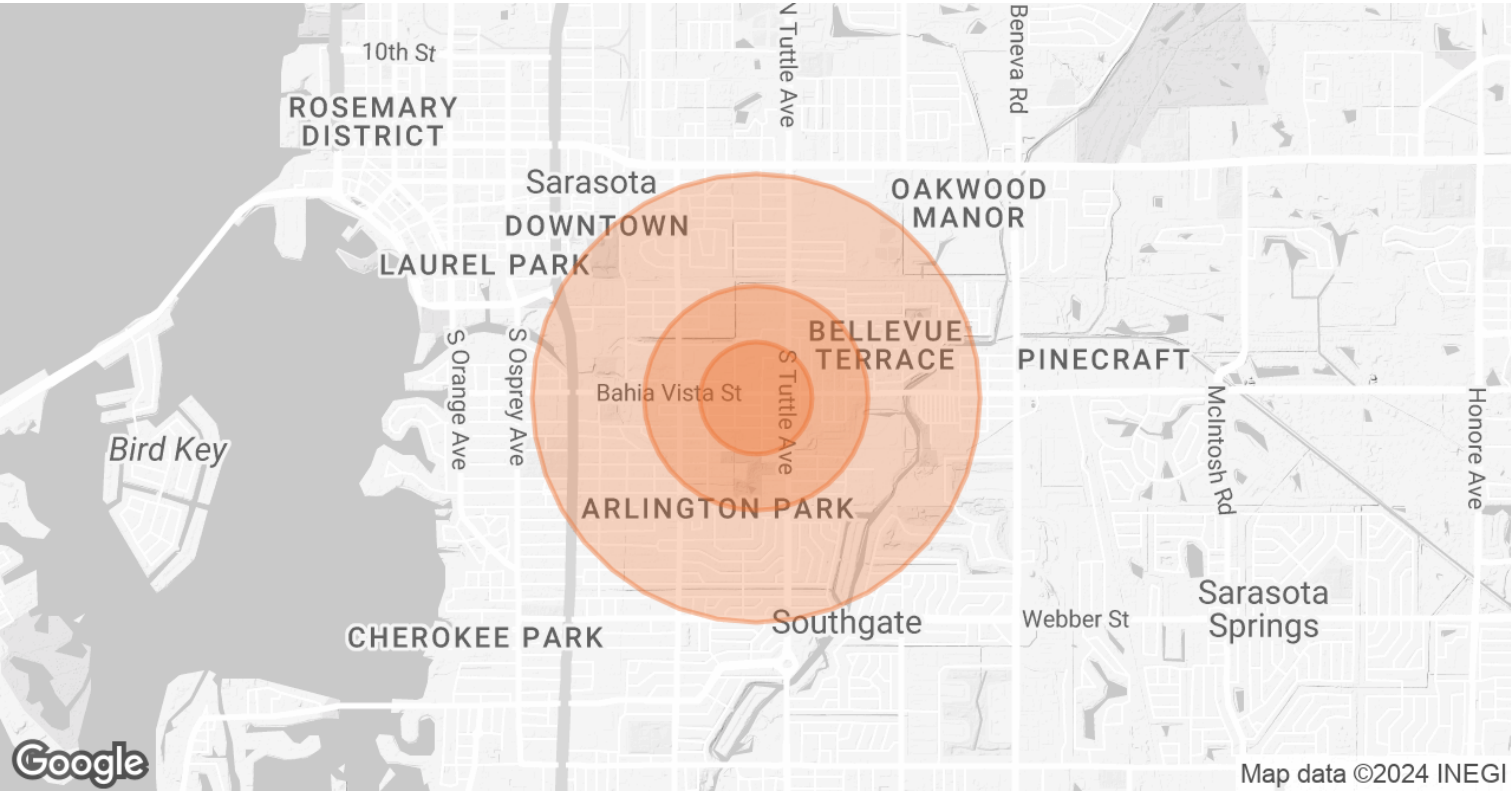 10th St
N Tuttle Ave
Beneva Rd
ROSEMARY
DISTRICT
Sarasota
DOWNTOWN
OAKWOOD
MANOR
LAUREL PARK
BELLEVUE
TERRACE
PINECRAFT
S Orange Ave
S Osprey Ave
Bahia Vista St
S Tuttle Ave
McIntosh Rd
Honore Ave
Bird Key
ARLINGTON PARK
Sarasota
Springs
Southgate
Webber St
CHEROKEE PARK
Google
Map data ©2024 INEGI